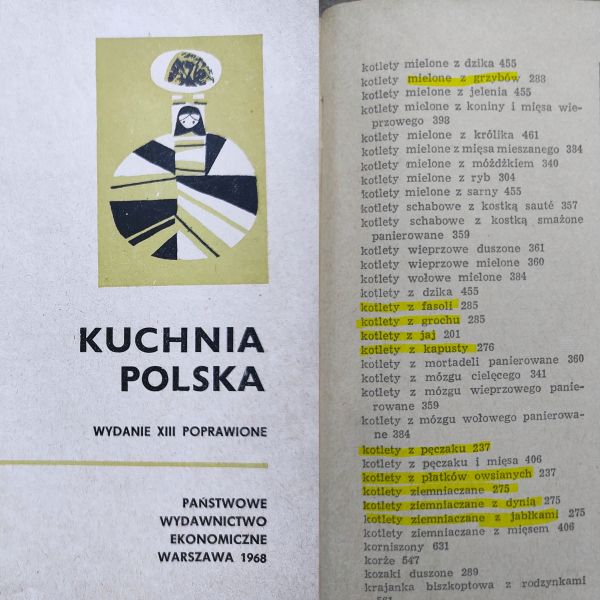 KUCHNIA
POLSKA
WYDANIE XIII POPRAWIONE
PAŃSTWOWE
WYDAWNICTWO
EKONOMICZNE
WARSZAWA 1968
kotlety mielone z dzika 455
kotlety mielone z grzybów 288
kotlety mielone z jelenia 455
kotlety mielone z koniny i mięsa wie-
przowego 398
kotlety mielone z królika 461
kotlety mielone z mięsa mieszanego 384
kotlety mielone z móżdżkiem 340
kotlety mielone z ryb 304
kotlety mielone z sarny 455
kotlety schabowe z kostką sauté 357
kotlety schabowe z kostką smażone
panierowane 359
kotlety wieprzowe duszone 361
kotlety wieprzowe mielone 360
kotlety wołowe mielone 384
kotlety z dzika 455
kotlety z fasoli 285
kotlety z grochu 285
kotlety z jaj 201
kotlety z kapusty 276
kotlety z mortadeli panierowane 360
kotlety z mózgu cielęcego 341
kotlety z mózgu wieprzowego panie-
rowane 359
kotlety z mózgu wołowego panierowa-
ne 384
kotlety z pęczaku 237
kotlety z pęczaku i mięsa 406
kotlety z płatków owsianych 237
kotlety ziemniaczane 275
kotlety ziemniaczane z dynią 275
kotlety ziemniaczane z jabłkami 275
kotlety ziemniaczane z mięsem 406
korniszony 631
korże 547
kozaki duszone 289
krajanka biszkoptowa z rodzynkami
561